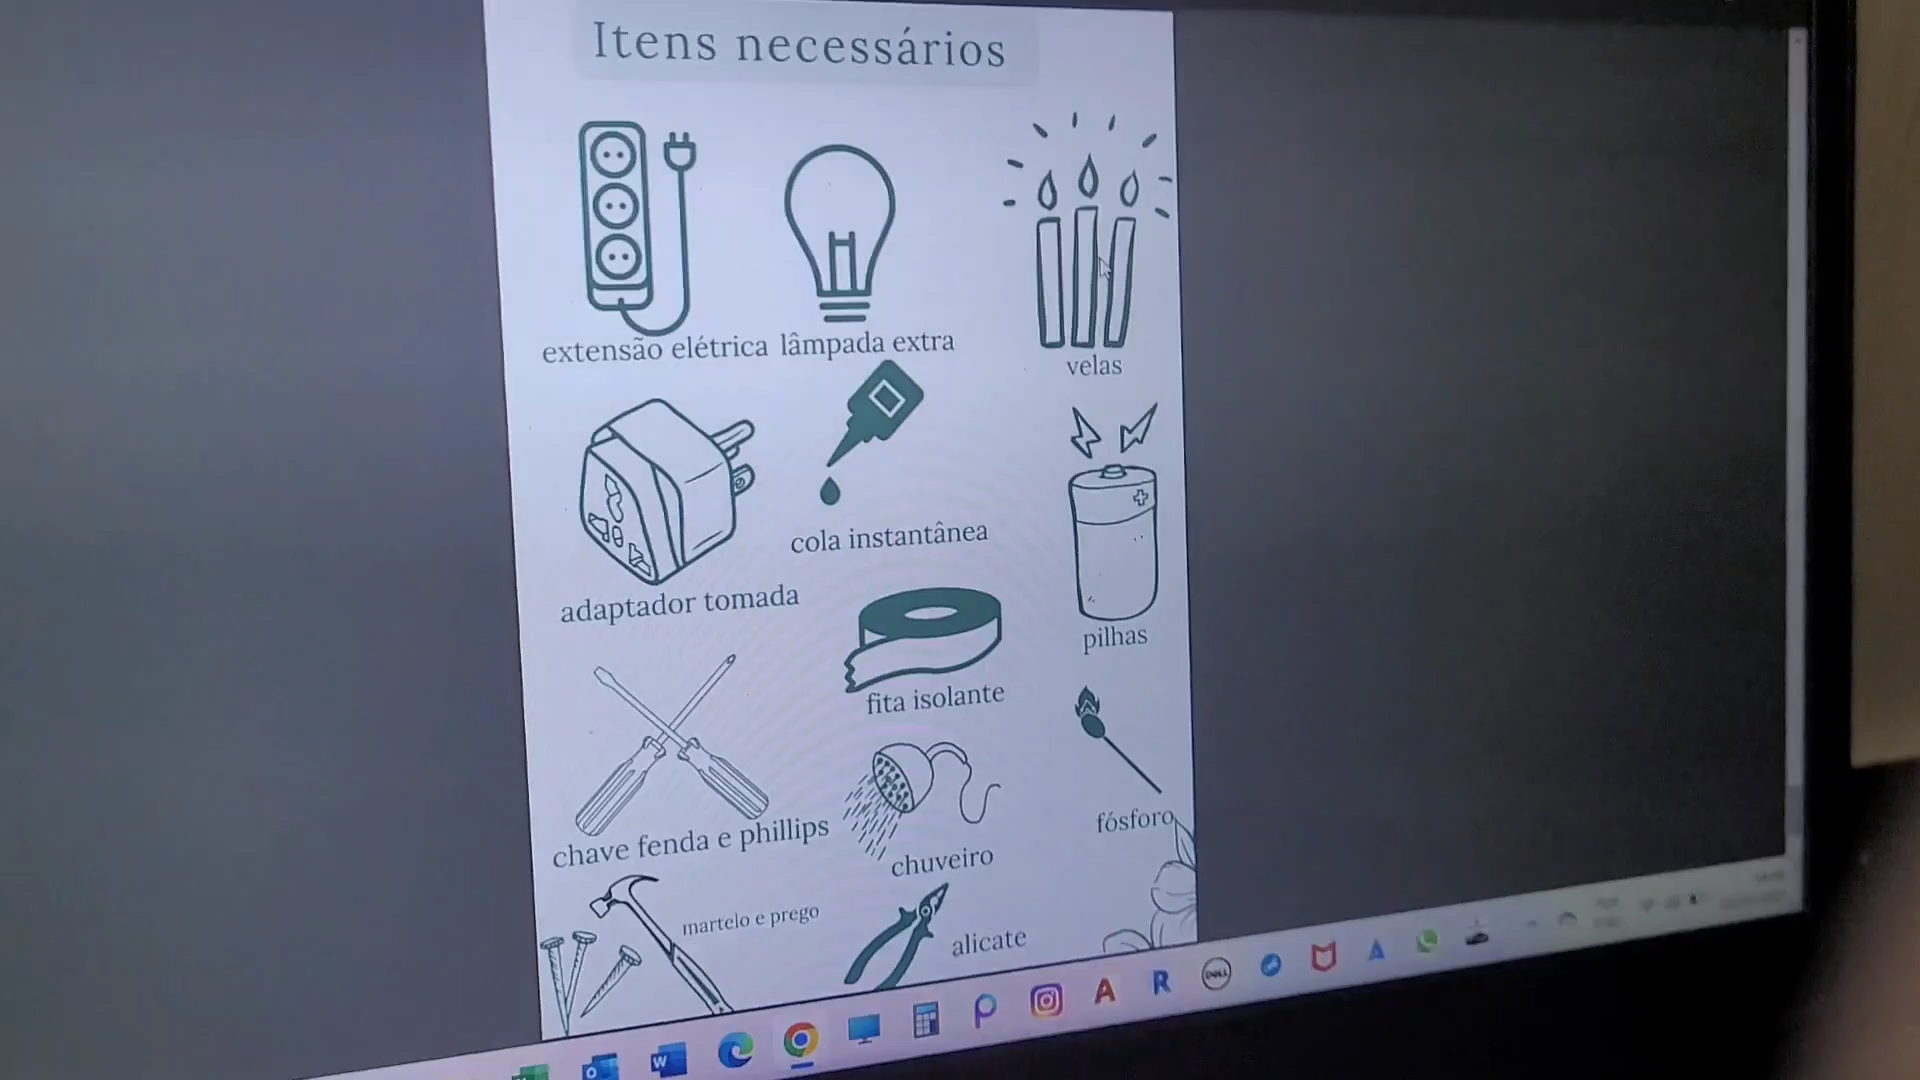 Itens necessários
extensão elétrica
lâmpada extra
velas
cola instantânea
adaptador tomada
pilhas
fita isolante
fósforo
chave fenda e phillips
chuveiro
martelo e prego
alicate
DELL